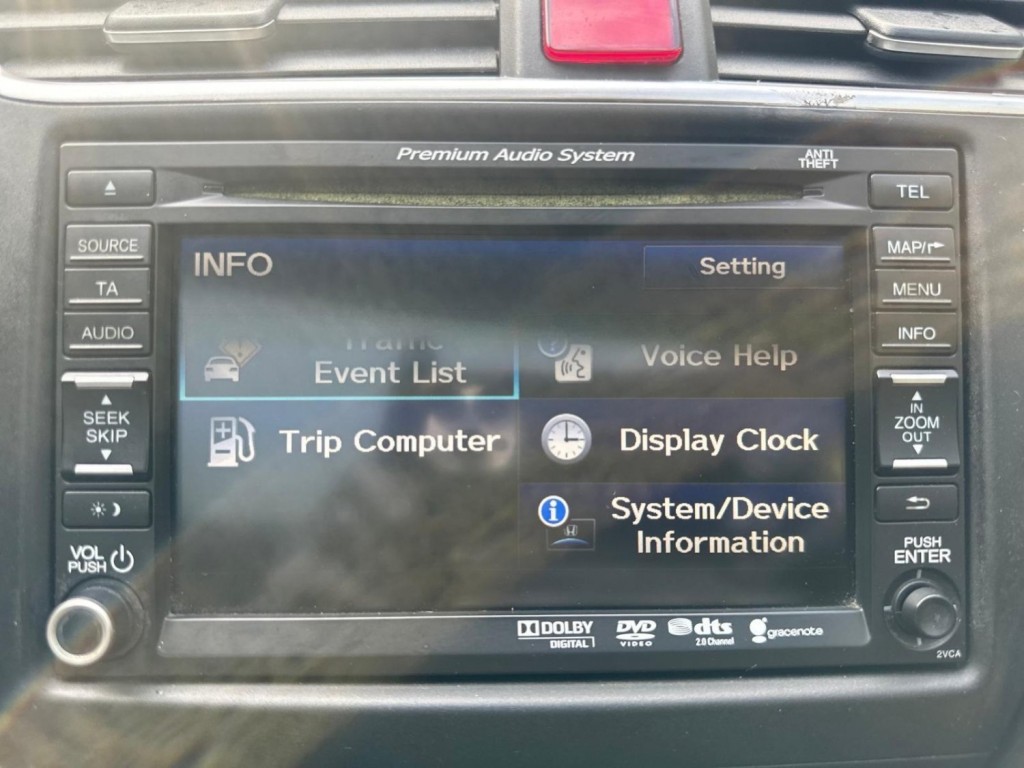 Premium Audio System
ANTI
THEFT
TEL
SOURCE
MAP/
TA
MENU
AUDIO
INFO
SEEK
SKIP
IN
ZOOM
OUT
VOL
PUSH
PUSH
ENTER
INFO
Setting
Traffic
Event List
Voice Help
Trip Computer
Display Clock
System/Device
Information
DOLBY
DIGITAL
DVD
VIDEO
dts
2.0 Channel
gracenote
2VCA